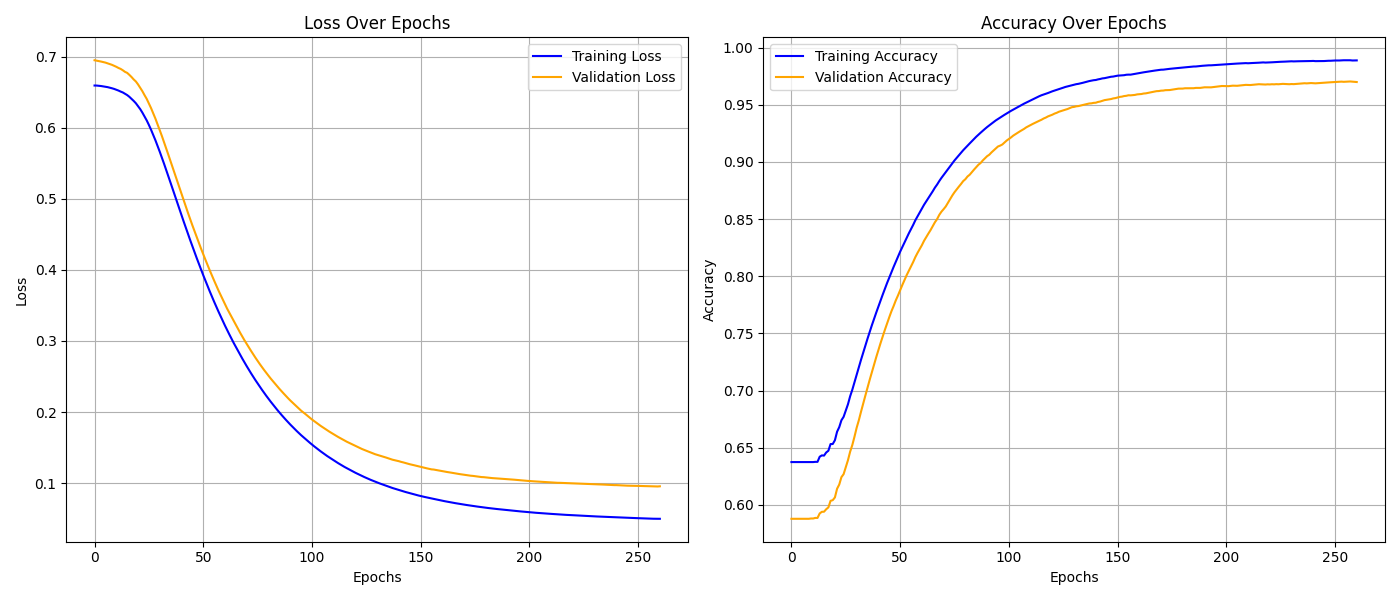 Loss Over Epochs
Training Loss
Validation Loss
0.7
0.6
0.5
0.4
0.3
0.2
0.1
Loss
0 50 100 150 200 250
Epochs
Accuracy Over Epochs
Training Accuracy
Validation Accuracy
1.00
0.95
0.90
0.85
0.80
0.75
0.70
0.65
0.60
Accuracy
0 50 100 150 200 250
Epochs